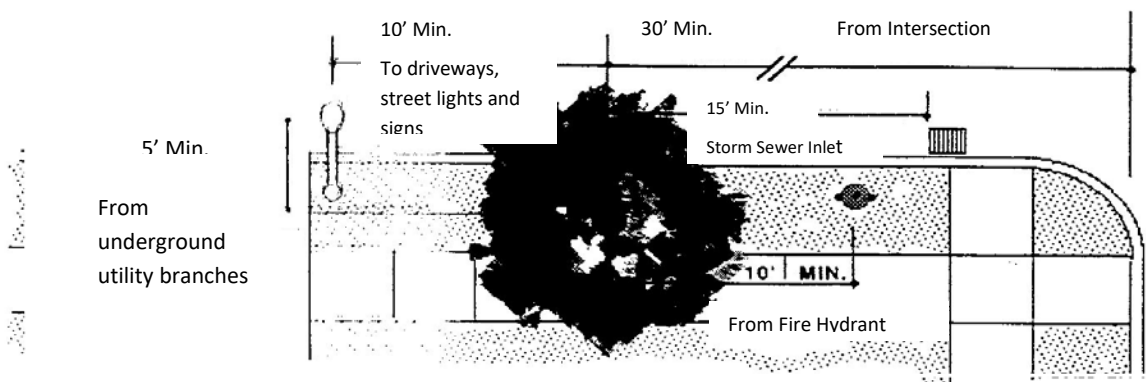 10’ Min.
30’ Min.
From Intersection
To driveways,
street lights and
signs
15’ Min.
5’ Min.
Storm Sewer Inlet
From
underground
utility branches
10' MIN.
From Fire Hydrant